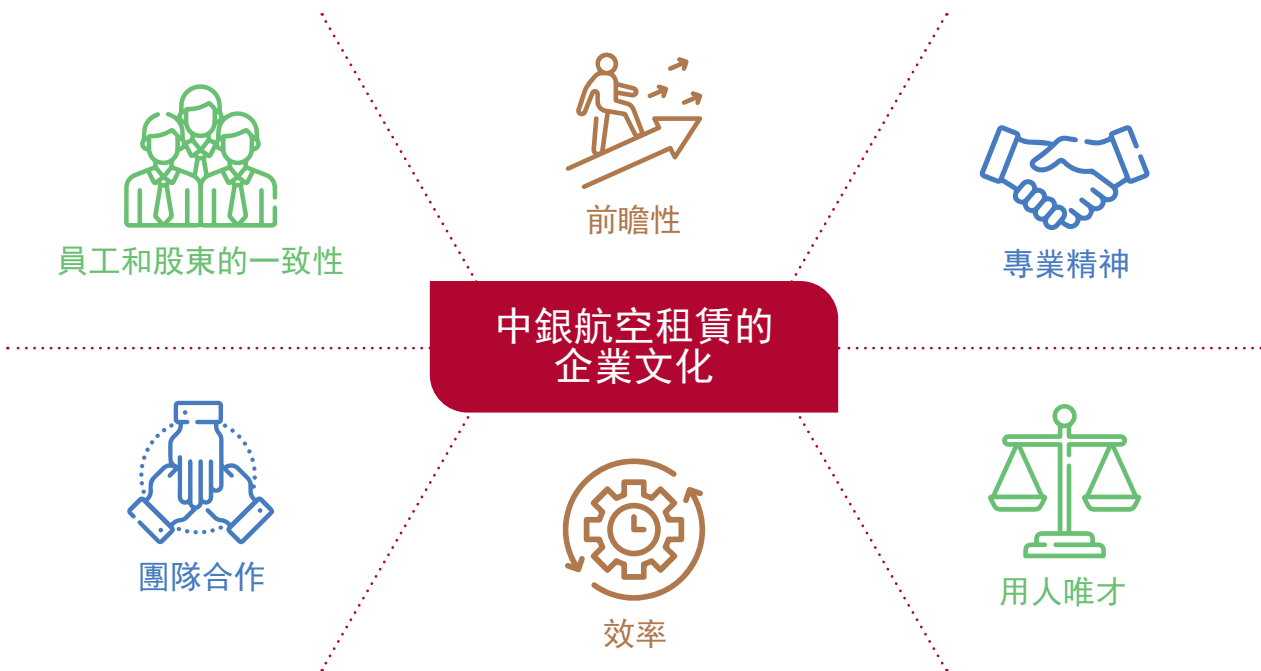 前瞻性
員工和股東的一致性
專業精神
中銀航空租賃的
企業文化
團隊合作
效率
用人唯才